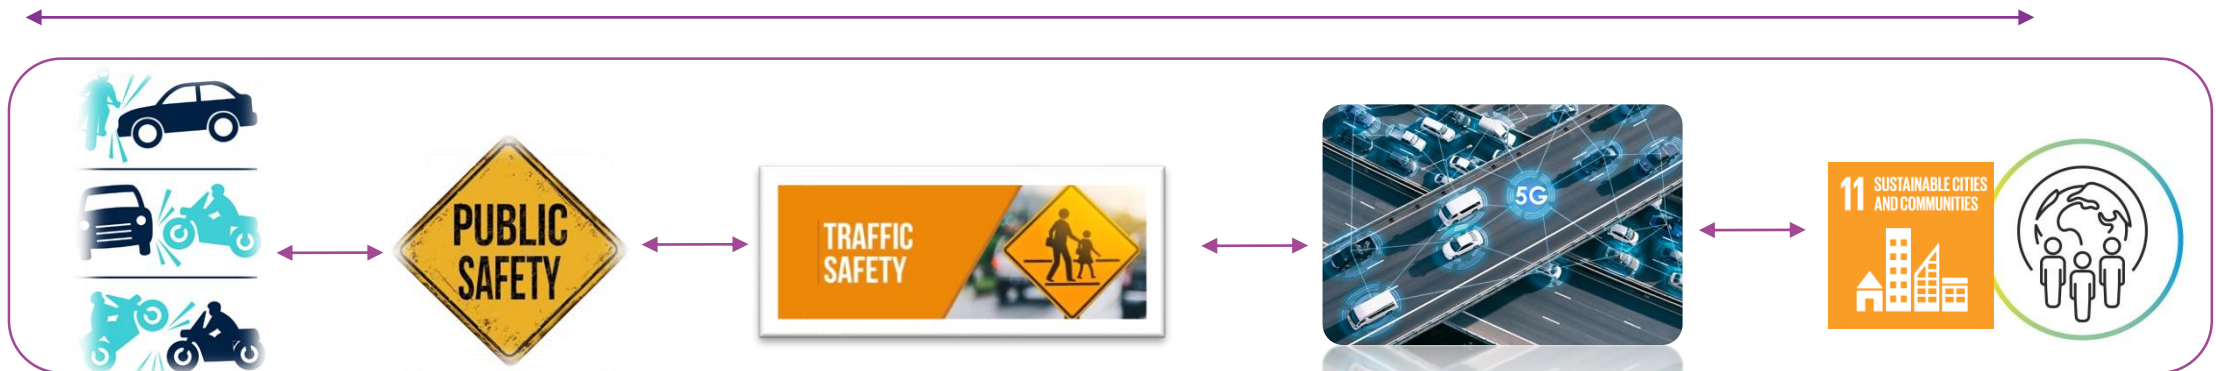 PUBLIC
SAFETY
TRAFFIC
SAFETY
5G
11 SUSTAINABLE CITIES
AND COMMUNITIES